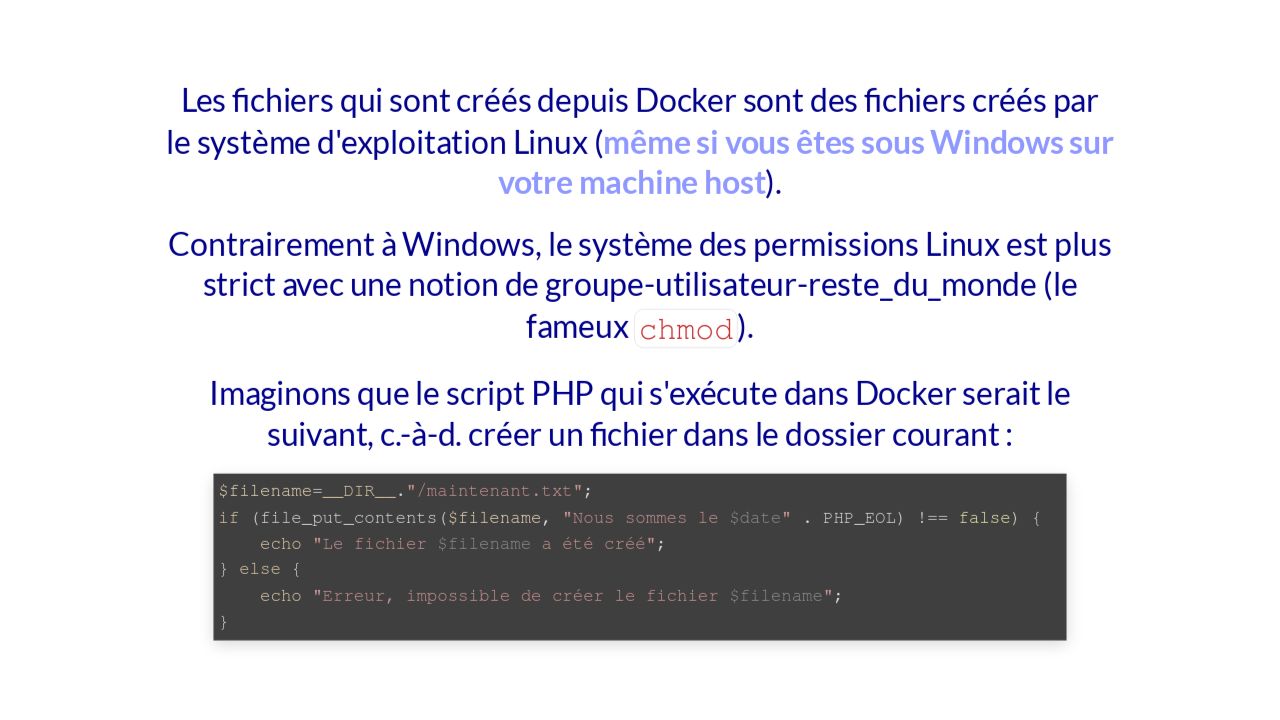 Les fichiers qui sont créés depuis Docker sont des fichiers créés par
le système d'exploitation Linux (même si vous êtes sous Windows sur
votre machine host).
Contrairement à Windows, le système des permissions Linux est plus
strict avec une notion de groupe-utilisateur-reste_du_monde (le
fameux chmod).
Imaginons que le script PHP qui s'exécute dans Docker serait le
suivant, c.-à-d. créer un fichier dans le dossier courant :
$filename=__DIR__."/maintenant.txt";
if (file_put_contents($filename, "Nous sommes le $date" . PHP_EOL) !== false) {
    echo "Le fichier $filename a été créé";
} else {
    echo "Erreur, impossible de créer le fichier $filename";
}